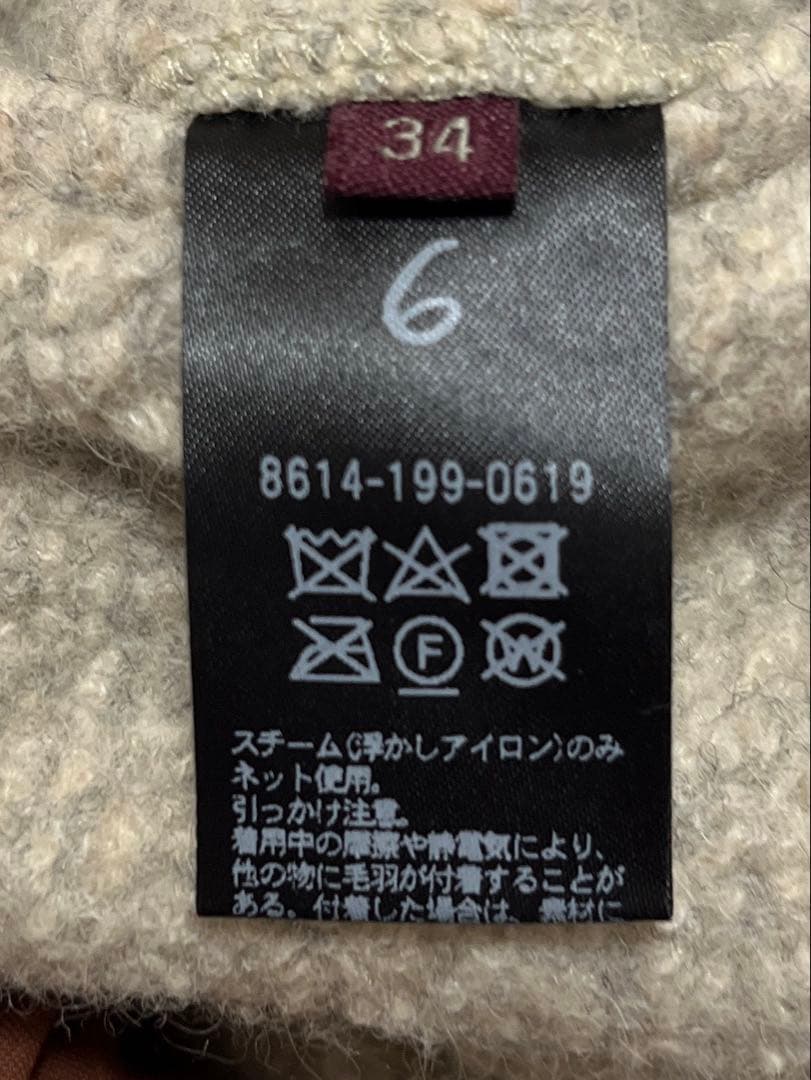 34
6
8614-199-0619
F
W
スチーム(浮かしアイロン)のみ
ネット使用。
引っかけ注意。
着用中の摩擦や静電気により、
他の物に毛羽が付着することが
ある。付着した場合は、素材に